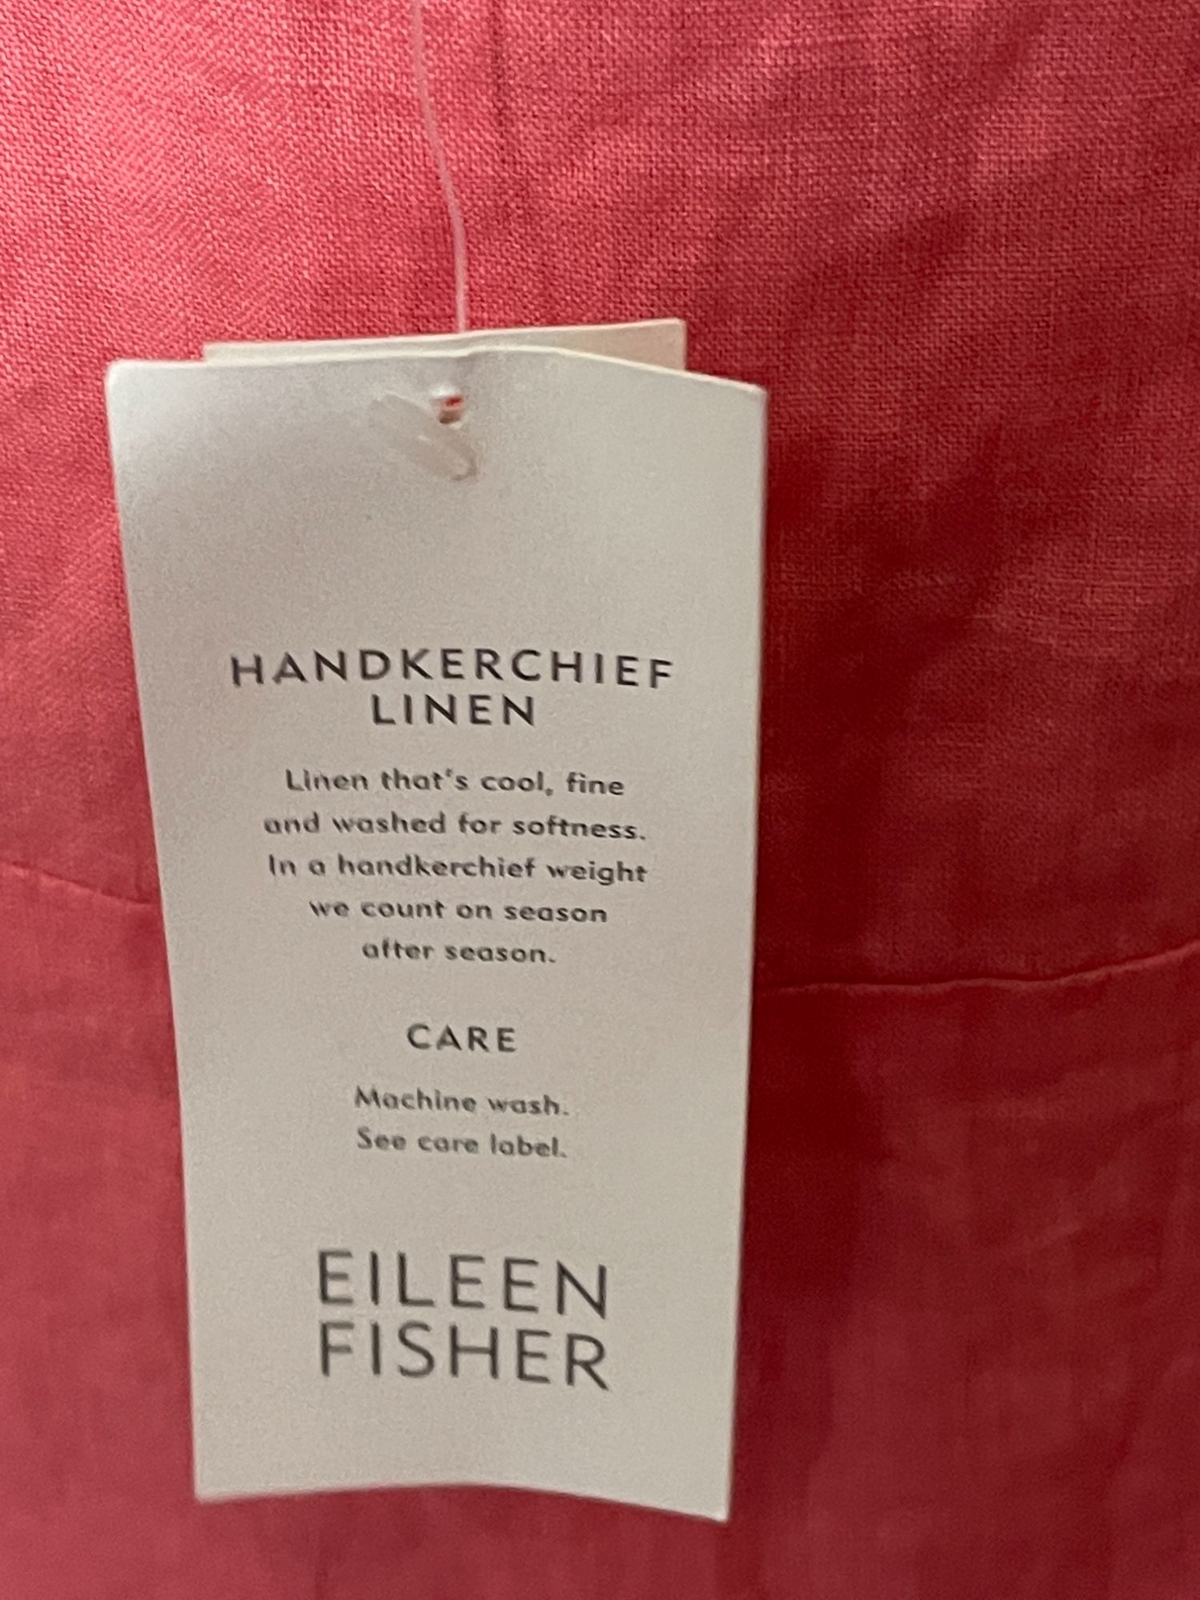 HANDKERCHIEF
LINEN
Linen that's cool, fine
and washed for softness.
In a handkerchief weight
we count on season
after season.
CARE
Machine wash.
See care label.
EILEEN
FISHER